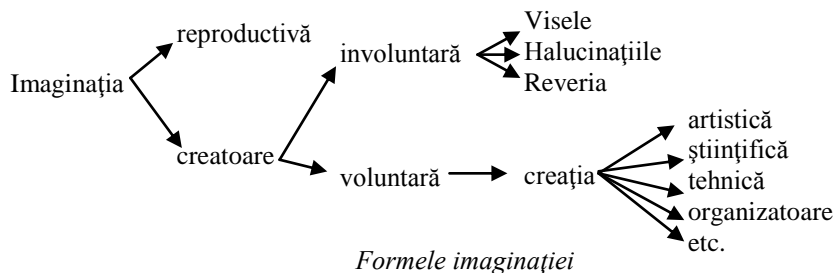 Imaginaţia
reproductivă
creatoare
involuntară
Visele
Halucinaţiile
Reveria
voluntară
creaţia
artistică
ştiinţifică
tehnică
organizatoare
etc.
Formele imaginaţiei